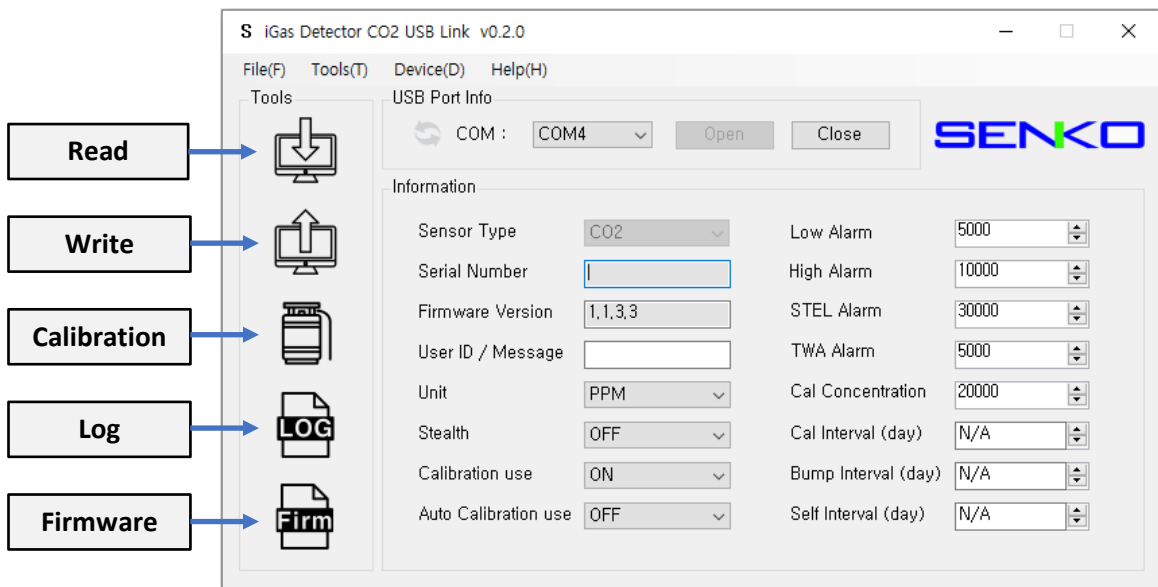 S iGas Detector CO2 USB Link v0.2.0
File(F) Tools(T) Device(D) Help(H)
Tools
Read
Write
Calibration
Log
LOG
Firmware
Firm
USB Port Info
COM : COM4 Open Close
SENKO
Information
Sensor Type CO2
Serial Number
Firmware Version 1,1,3,3
User ID / Message
Unit PPM
Stealth OFF
Calibration use ON
Auto Calibration use OFF
Low Alarm 5000
High Alarm 10000
STEL Alarm 30000
TWA Alarm 5000
Cal Concentration 20000
Cal Interval (day) N/A
Bump Interval (day) N/A
Self Interval (day) N/A